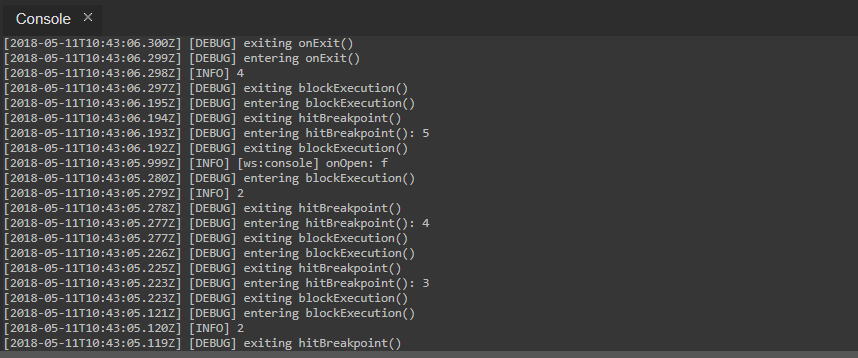 Console ×
[2018-05-11T10:43:06.300Z] [DEBUG] exiting onExit()
[2018-05-11T10:43:06.299Z] [DEBUG] entering onExit()
[2018-05-11T10:43:06.298Z] [INFO] 4
[2018-05-11T10:43:06.297Z] [DEBUG] exiting blockExecution()
[2018-05-11T10:43:06.195Z] [DEBUG] entering blockExecution()
[2018-05-11T10:43:06.194Z] [DEBUG] exiting hitBreakpoint()
[2018-05-11T10:43:06.193Z] [DEBUG] entering hitBreakpoint(): 5
[2018-05-11T10:43:06.192Z] [DEBUG] exiting blockExecution()
[2018-05-11T10:43:05.999Z] [INFO] [ws:console] onOpen: f
[2018-05-11T10:43:05.280Z] [DEBUG] entering blockExecution()
[2018-05-11T10:43:05.279Z] [INFO] 2
[2018-05-11T10:43:05.278Z] [DEBUG] exiting hitBreakpoint()
[2018-05-11T10:43:05.277Z] [DEBUG] entering hitBreakpoint(): 4
[2018-05-11T10:43:05.277Z] [DEBUG] exiting blockExecution()
[2018-05-11T10:43:05.226Z] [DEBUG] entering blockExecution()
[2018-05-11T10:43:05.225Z] [DEBUG] exiting hitBreakpoint()
[2018-05-11T10:43:05.223Z] [DEBUG] entering hitBreakpoint(): 3
[2018-05-11T10:43:05.223Z] [DEBUG] exiting blockExecution()
[2018-05-11T10:43:05.121Z] [DEBUG] entering blockExecution()
[2018-05-11T10:43:05.120Z] [INFO] 2
[2018-05-11T10:43:05.119Z] [DEBUG] exiting hitBreakpoint()